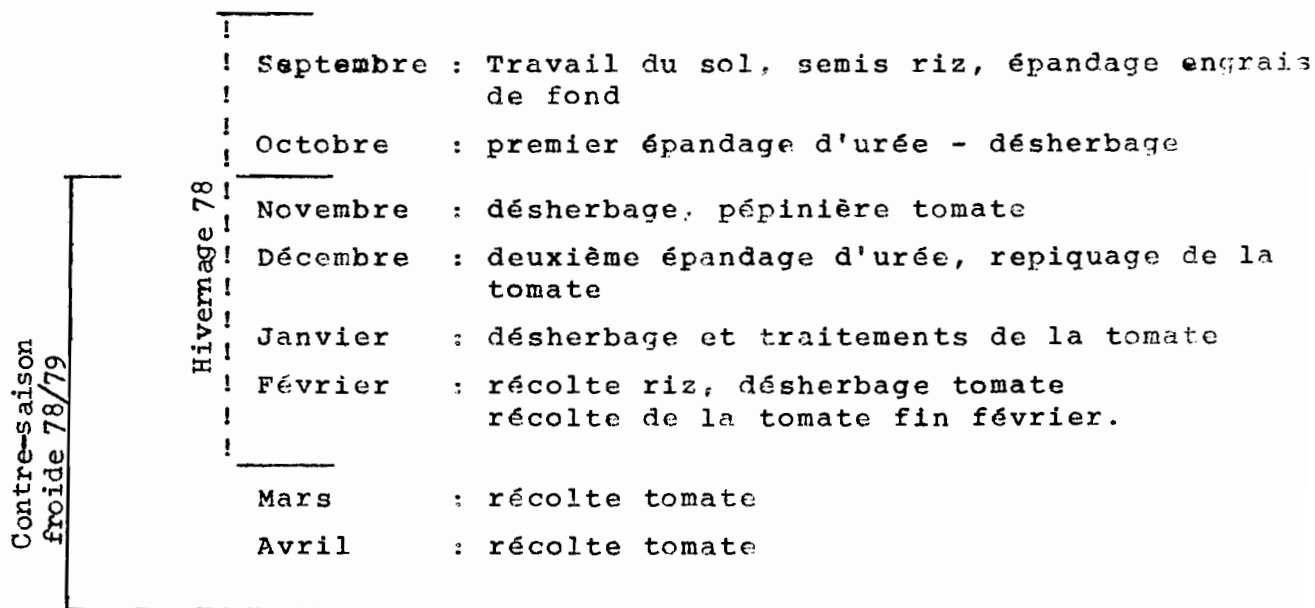 Septembre : Travail du sol, semis riz, épandage engrais
de fond
Octobre : premier épandage d'urée - désherbage
Novembre : désherbage, pépinière tomate
Décembre : deuxième épandage d'urée, repiquage de la
tomate
Janvier : désherbage et traitements de la tomate
Février : récolte riz, désherbage tomate
récolte de la tomate fin février.
Mars : récolte tomate
Avril : récolte tomate
Hivernage 78
Contre-saison
froide 78/79